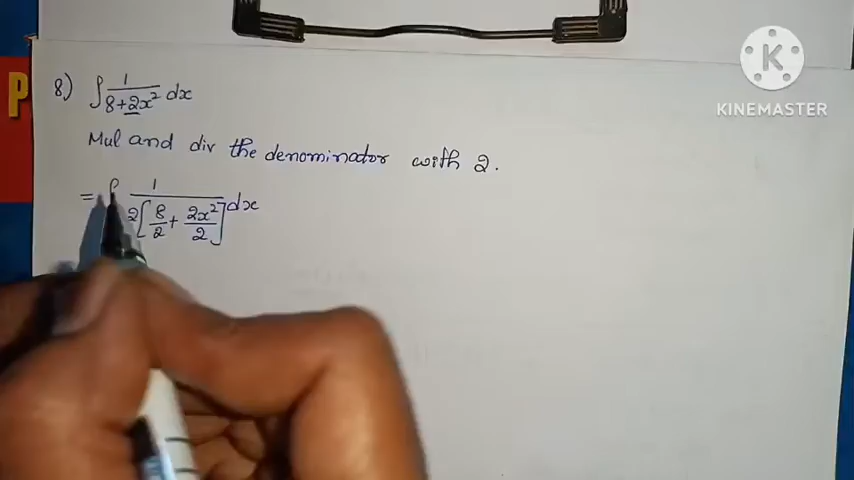 8) ∫ 1/(8+2x²) dx
Mul and div the denominator with 2.
= ∫ 1/(2[8/2 + 2x²/2]) dx
P
K
KINEMASTER